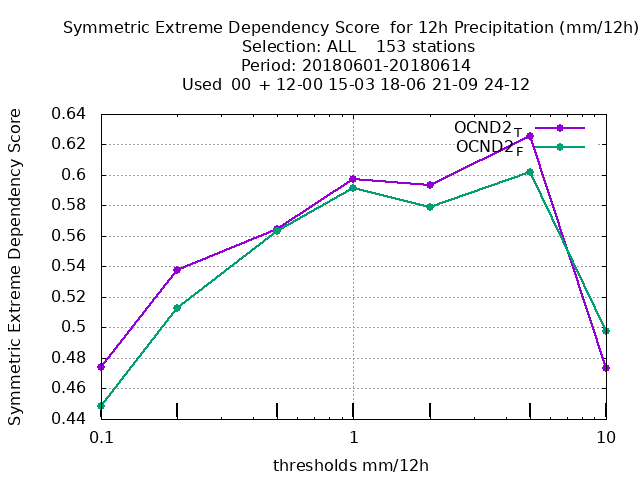 Symmetric Extreme Dependency Score  for 12h Precipitation (mm/12h)
Selection: ALL    153 stations
Period: 20180601-20180614
Used  00 + 12-00 15-03 18-06 21-09 24-12
Symmetric Extreme Dependency Score
0.64
0.62
0.6
0.58
0.56
0.54
0.52
0.5
0.48
0.46
0.44
OCND2T
OCND2F
0.1 1 10
thresholds mm/12h